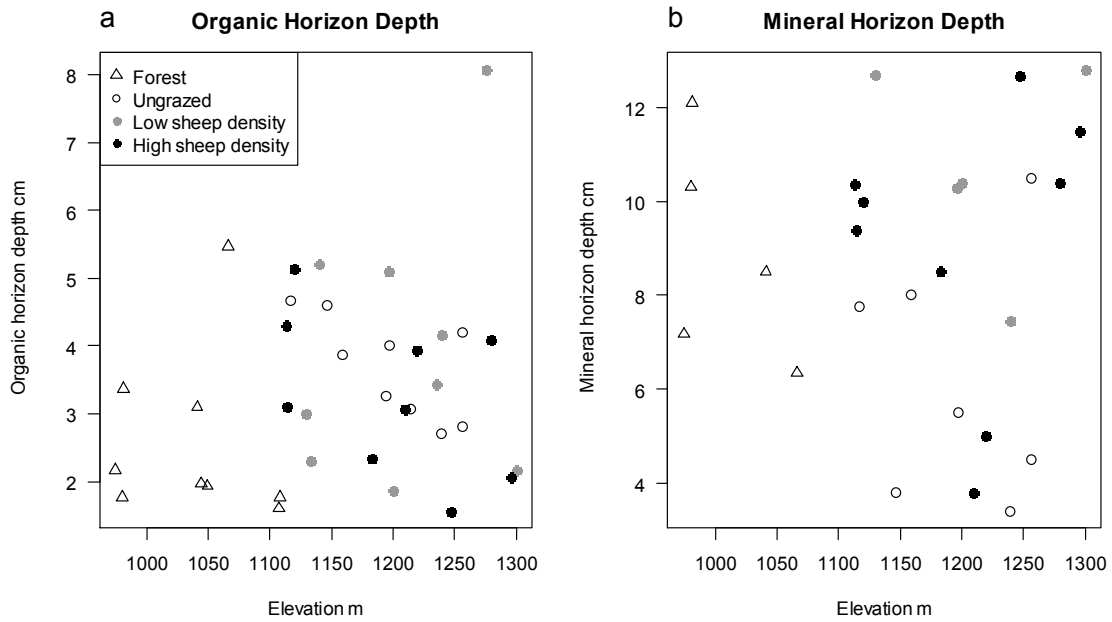 a
Organic Horizon Depth
Forest
Ungrazed
Low sheep density
High sheep density
8
7
6
5
4
3
2
Organic horizon depth cm
1000 1050 1100 1150 1200 1250 1300
Elevation m
b
Mineral Horizon Depth
12
10
8
6
4
Mineral horizon depth cm
1000 1050 1100 1150 1200 1250 1300
Elevation m